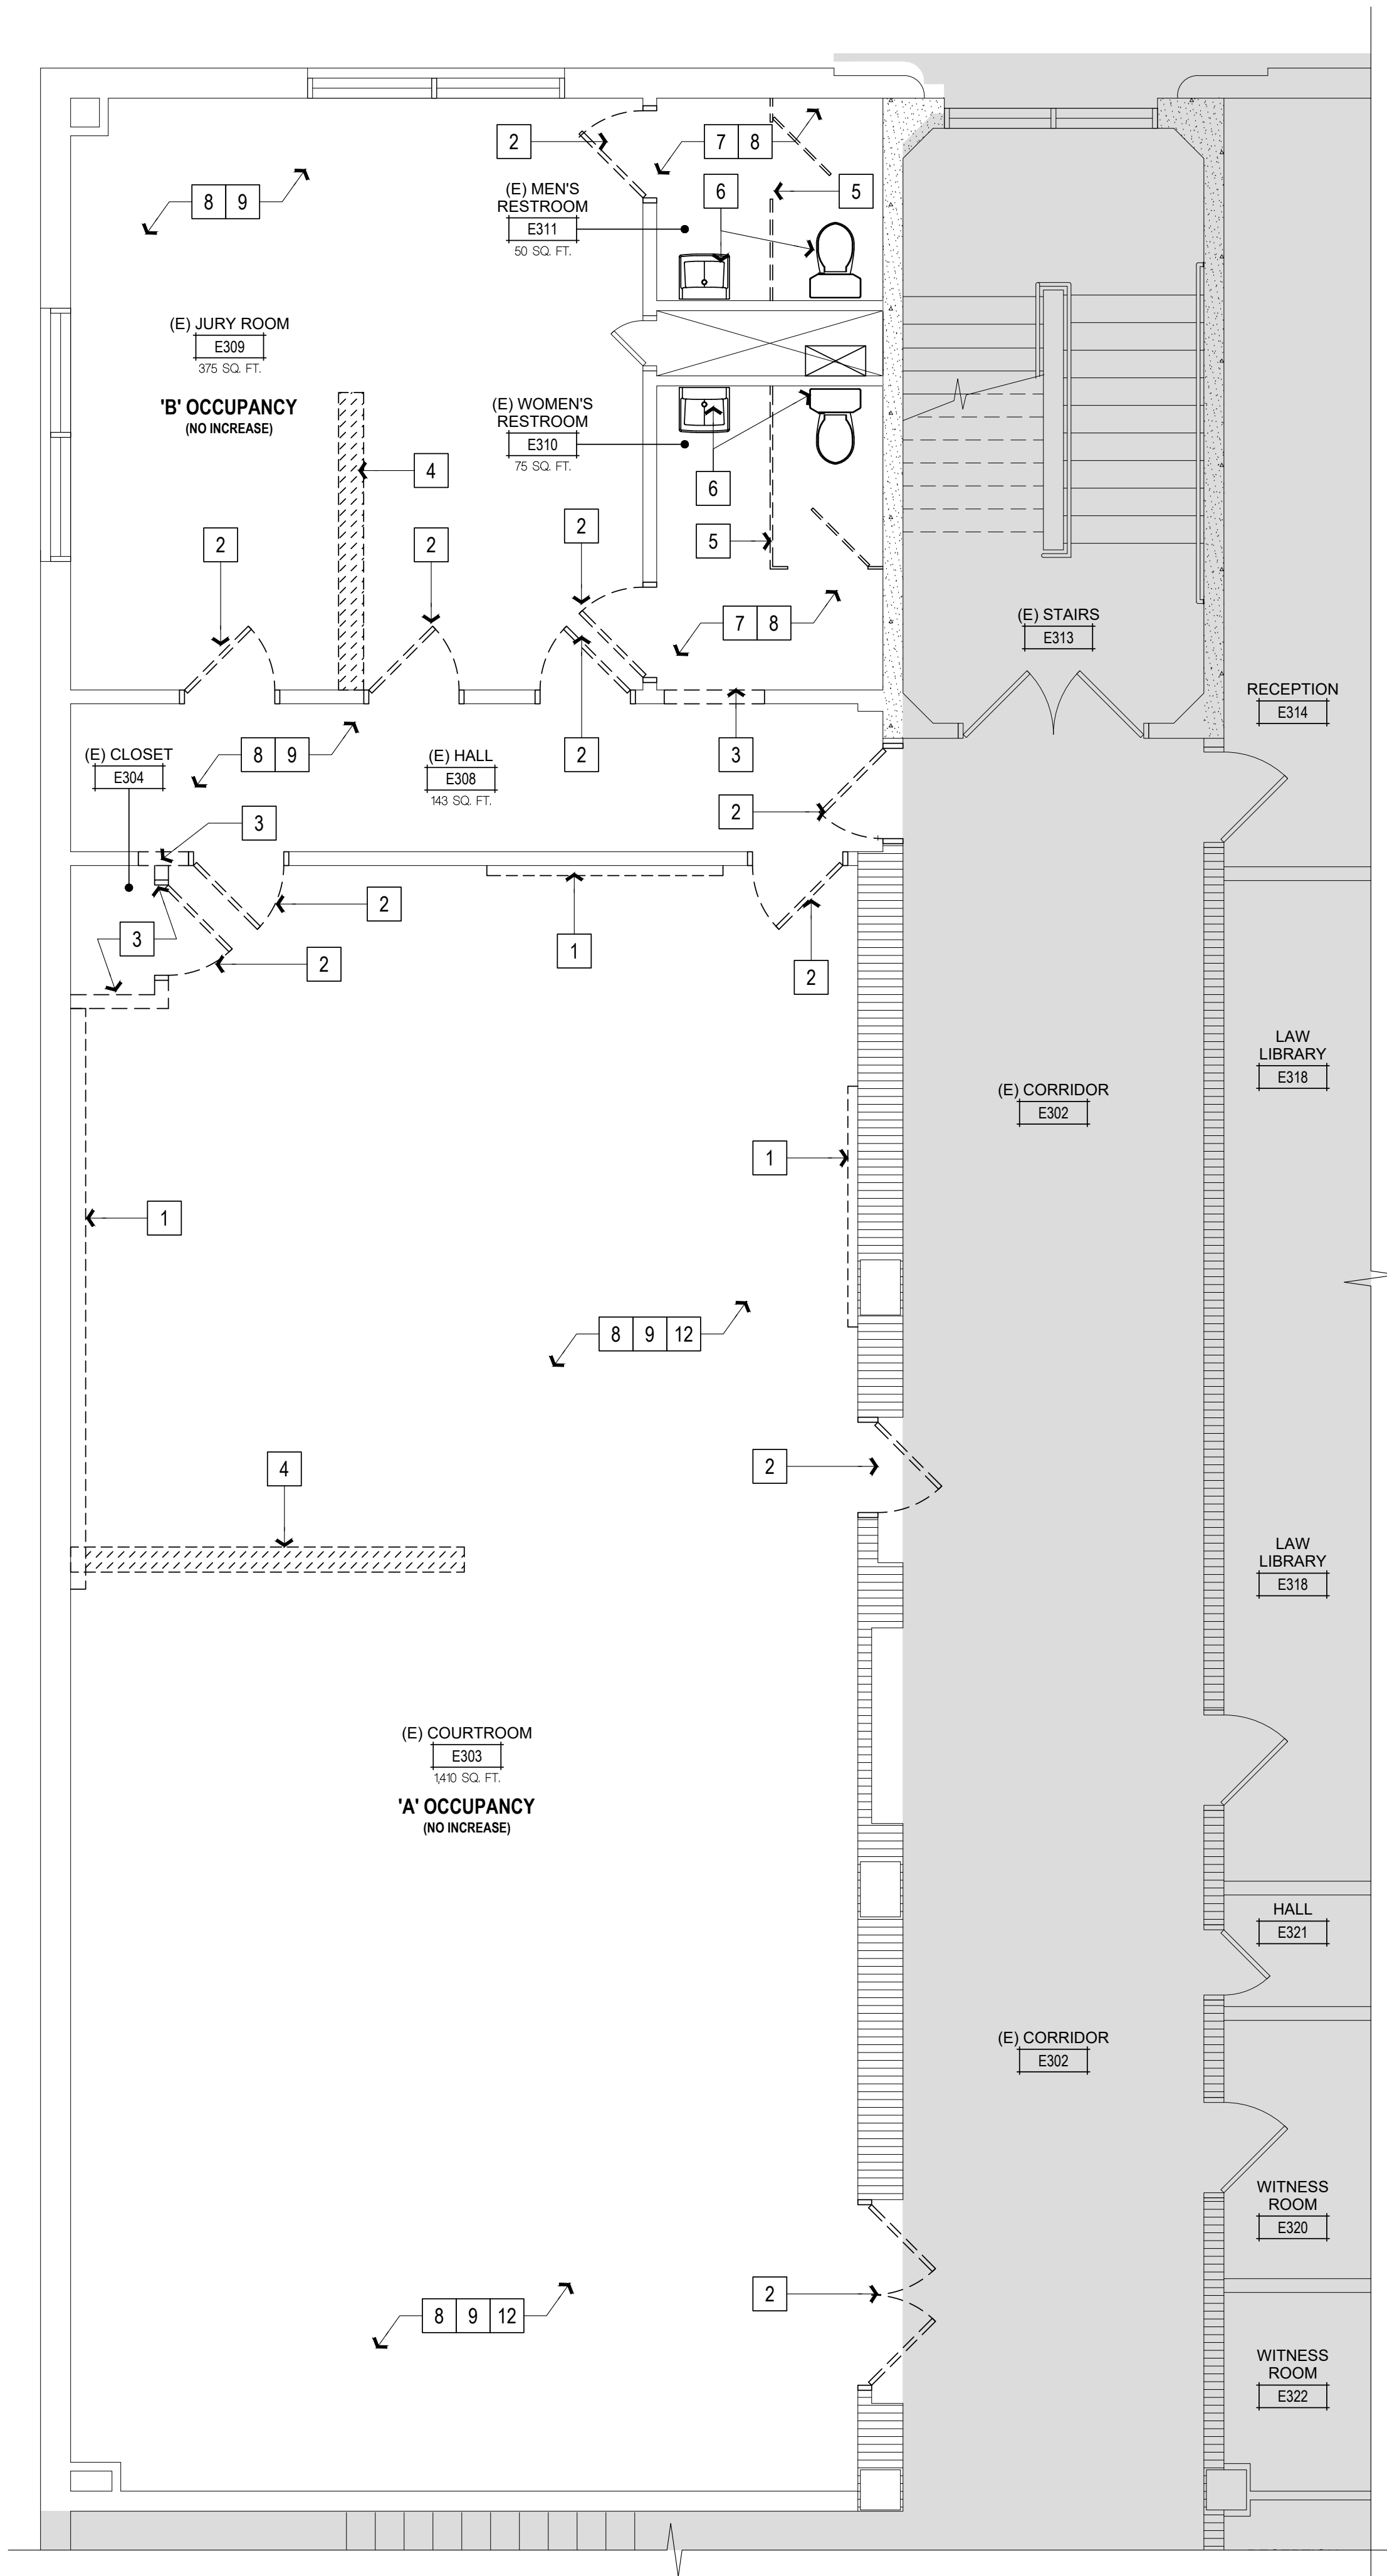 2
7 8
6
5
8 9
(E) MEN'S
RESTROOM
E311
50 SQ. FT.
(E) JURY ROOM
E309
375 SQ. FT.
'B' OCCUPANCY
(NO INCREASE)
(E) WOMEN'S
RESTROOM
E310
75 SQ. FT.
4
6
2
2
2
5
7 8
(E) STAIRS
E313
RECEPTION
E314
(E) CLOSET
E304
8 9
(E) HALL
E308
143 SQ. FT.
2
3
2
3
2
3
1
2
2
LAW
LIBRARY
E318
(E) CORRIDOR
E302
1
1
8 9 12
4
2
LAW
LIBRARY
E318
(E) COURTROOM
E303
1,410 SQ. FT.
'A' OCCUPANCY
(NO INCREASE)
HALL
E321
(E) CORRIDOR
E302
WITNESS
ROOM
E320
2
8 9 12
WITNESS
ROOM
E322